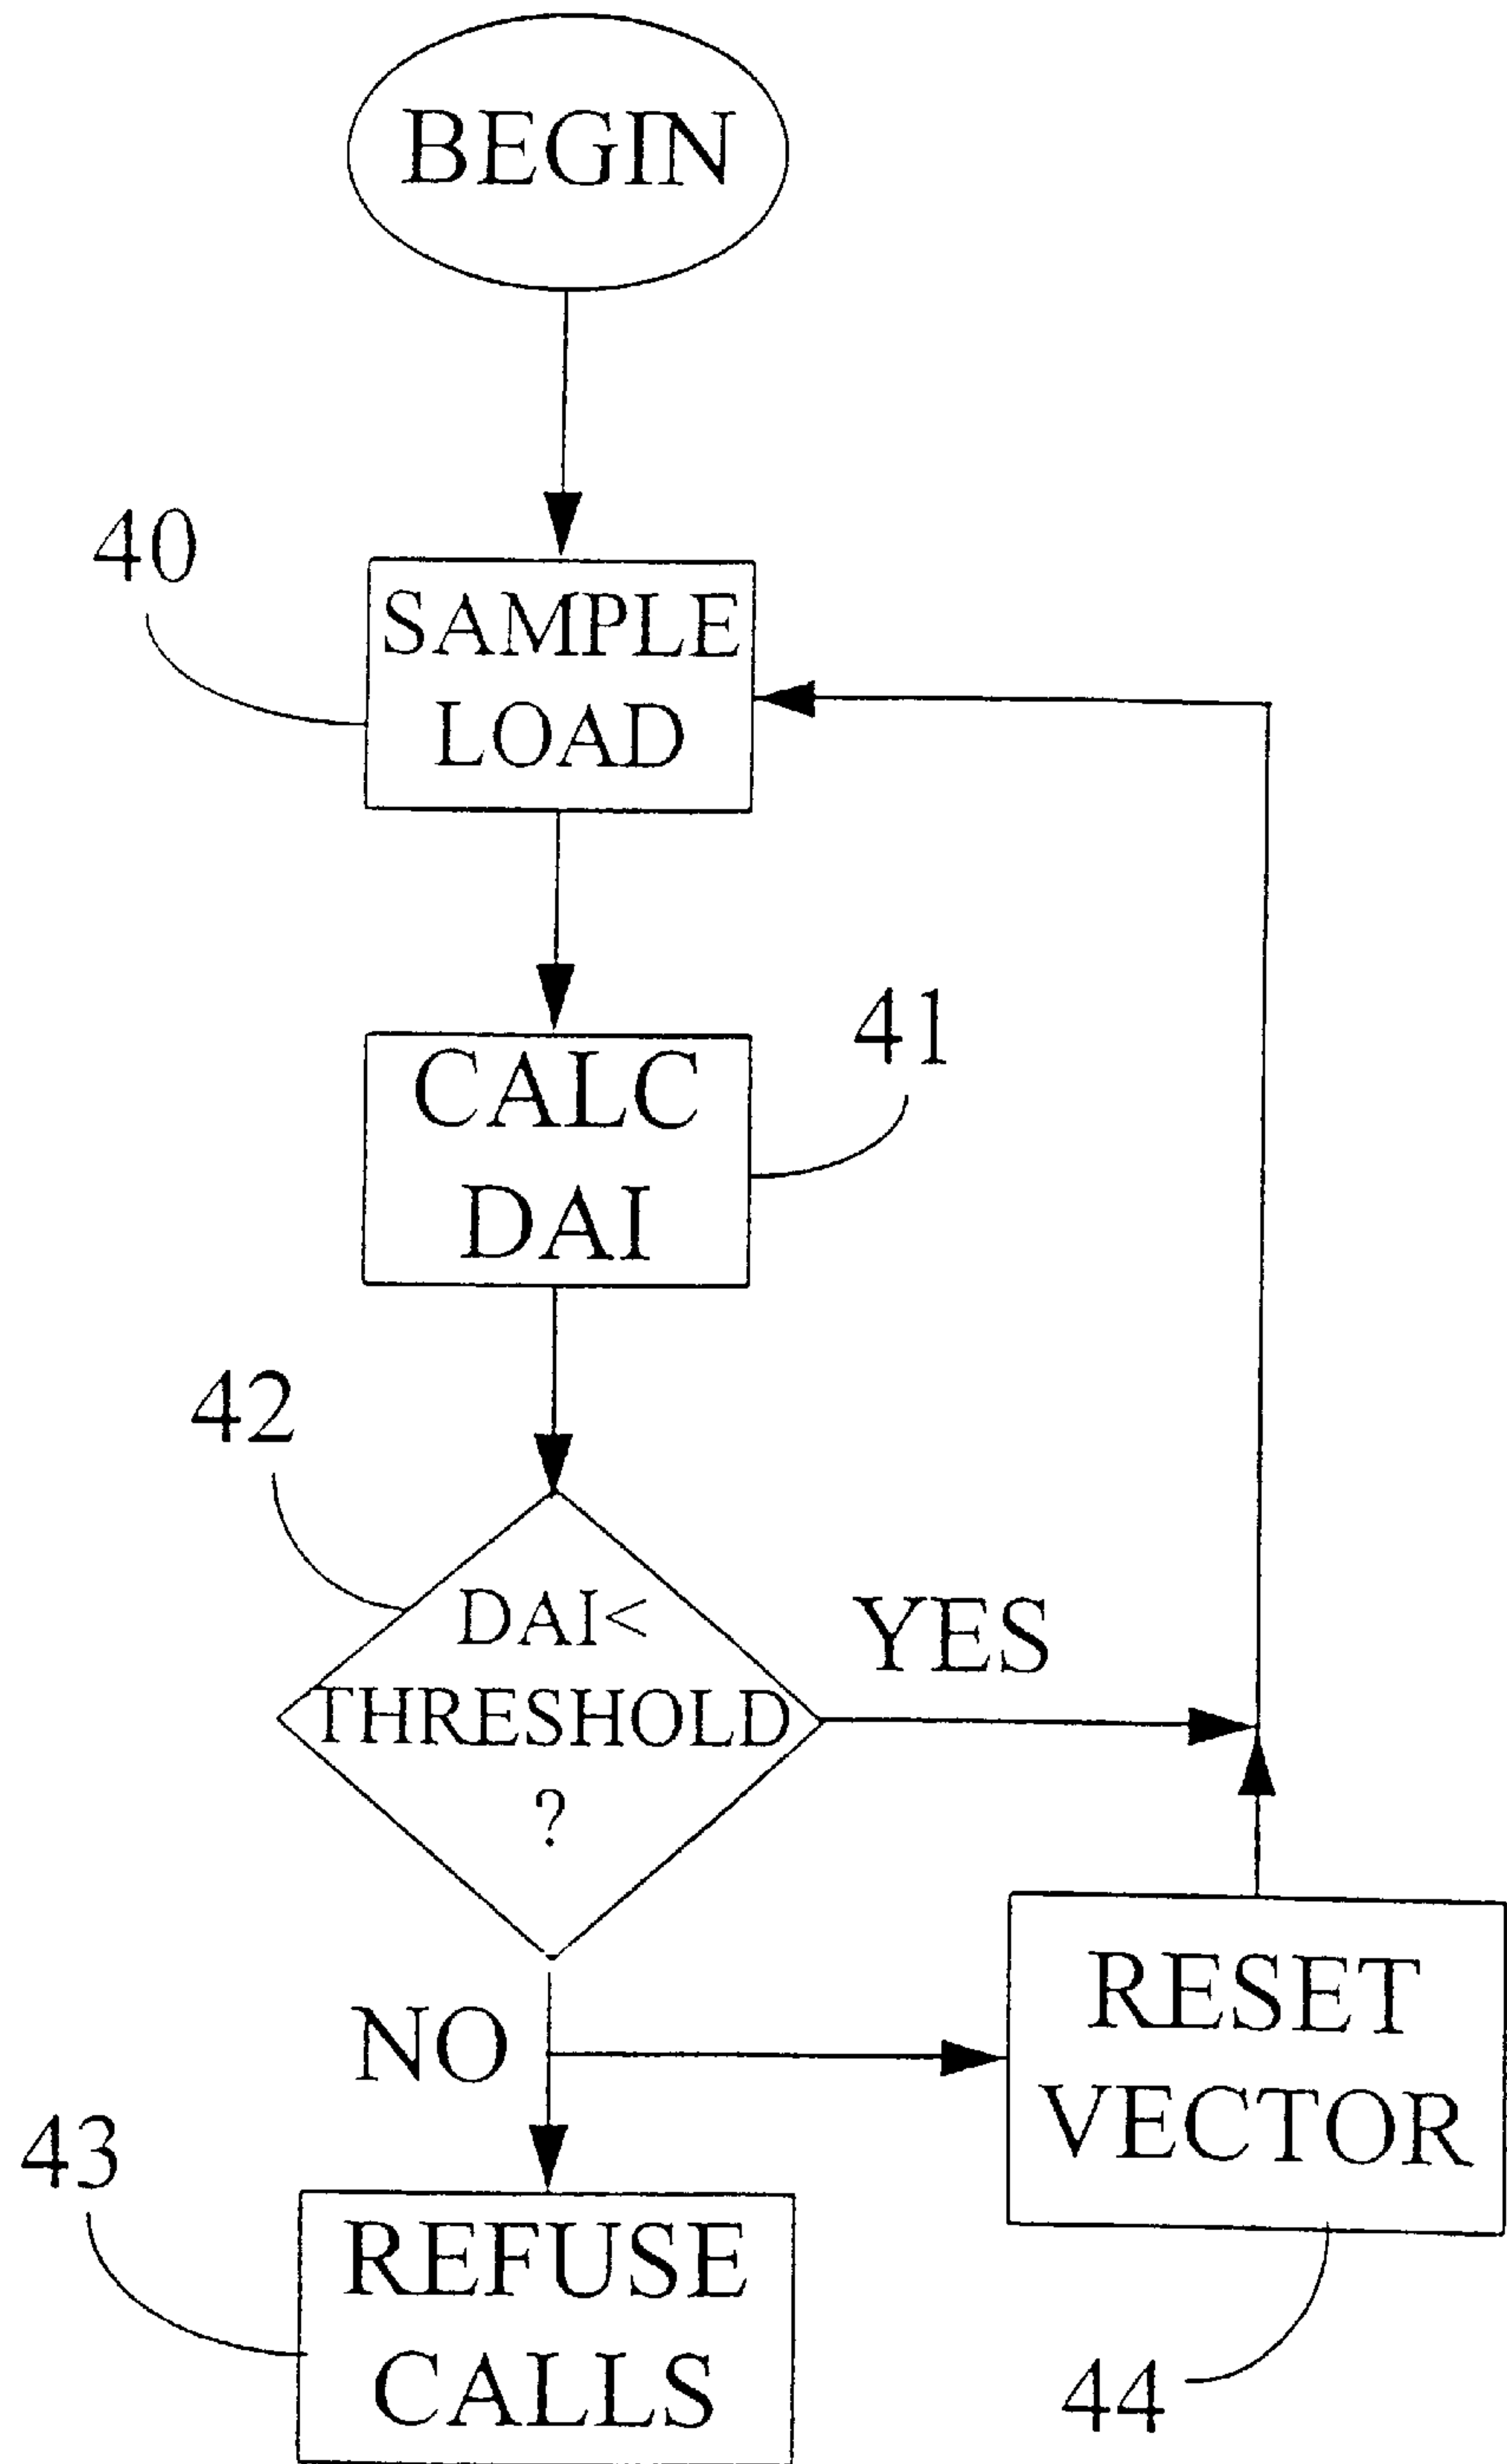 BEGIN
40
SAMPLE
LOAD
41
CALC
DAI
42
DAI<
THRESHOLD
?
YES
NO
RESET
VECTOR
43
REFUSE
CALLS
44